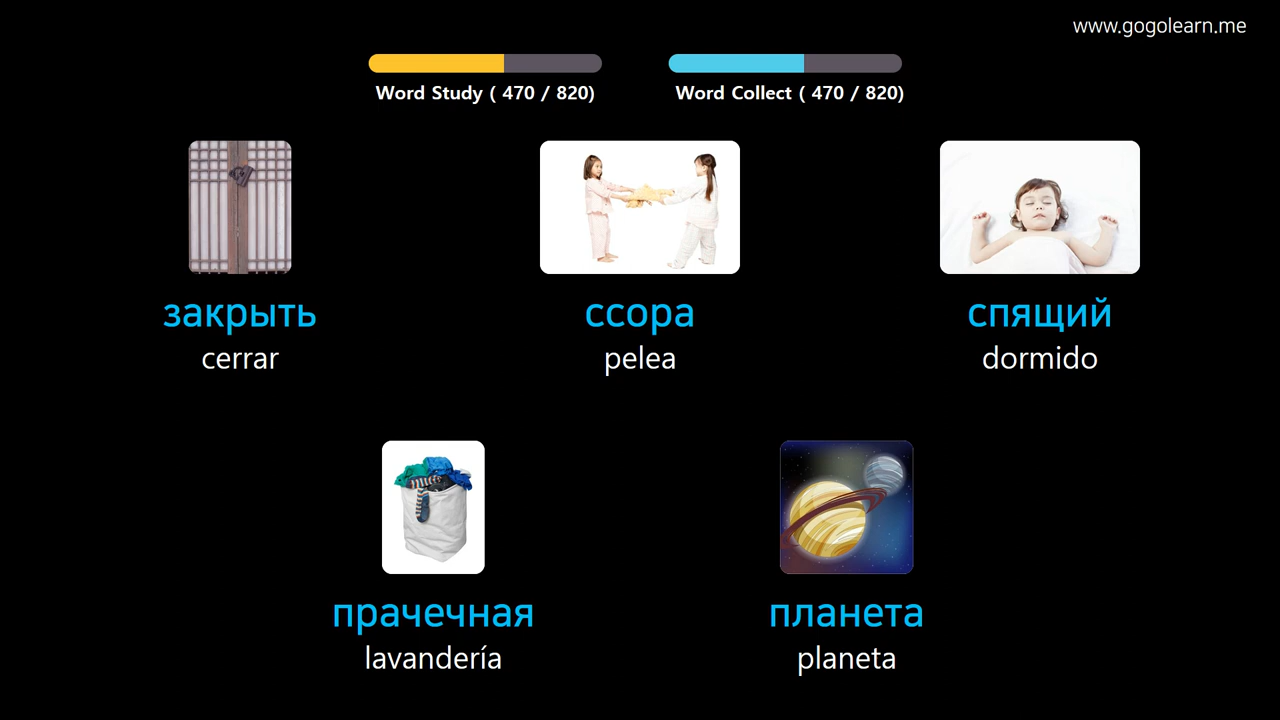 www.gogolearn.me
Word Study ( 470 / 820)
Word Collect ( 470 / 820)
закрыть
cerrar
ссора
pelea
спящий
dormido
прачечная
lavandería
планета
planeta